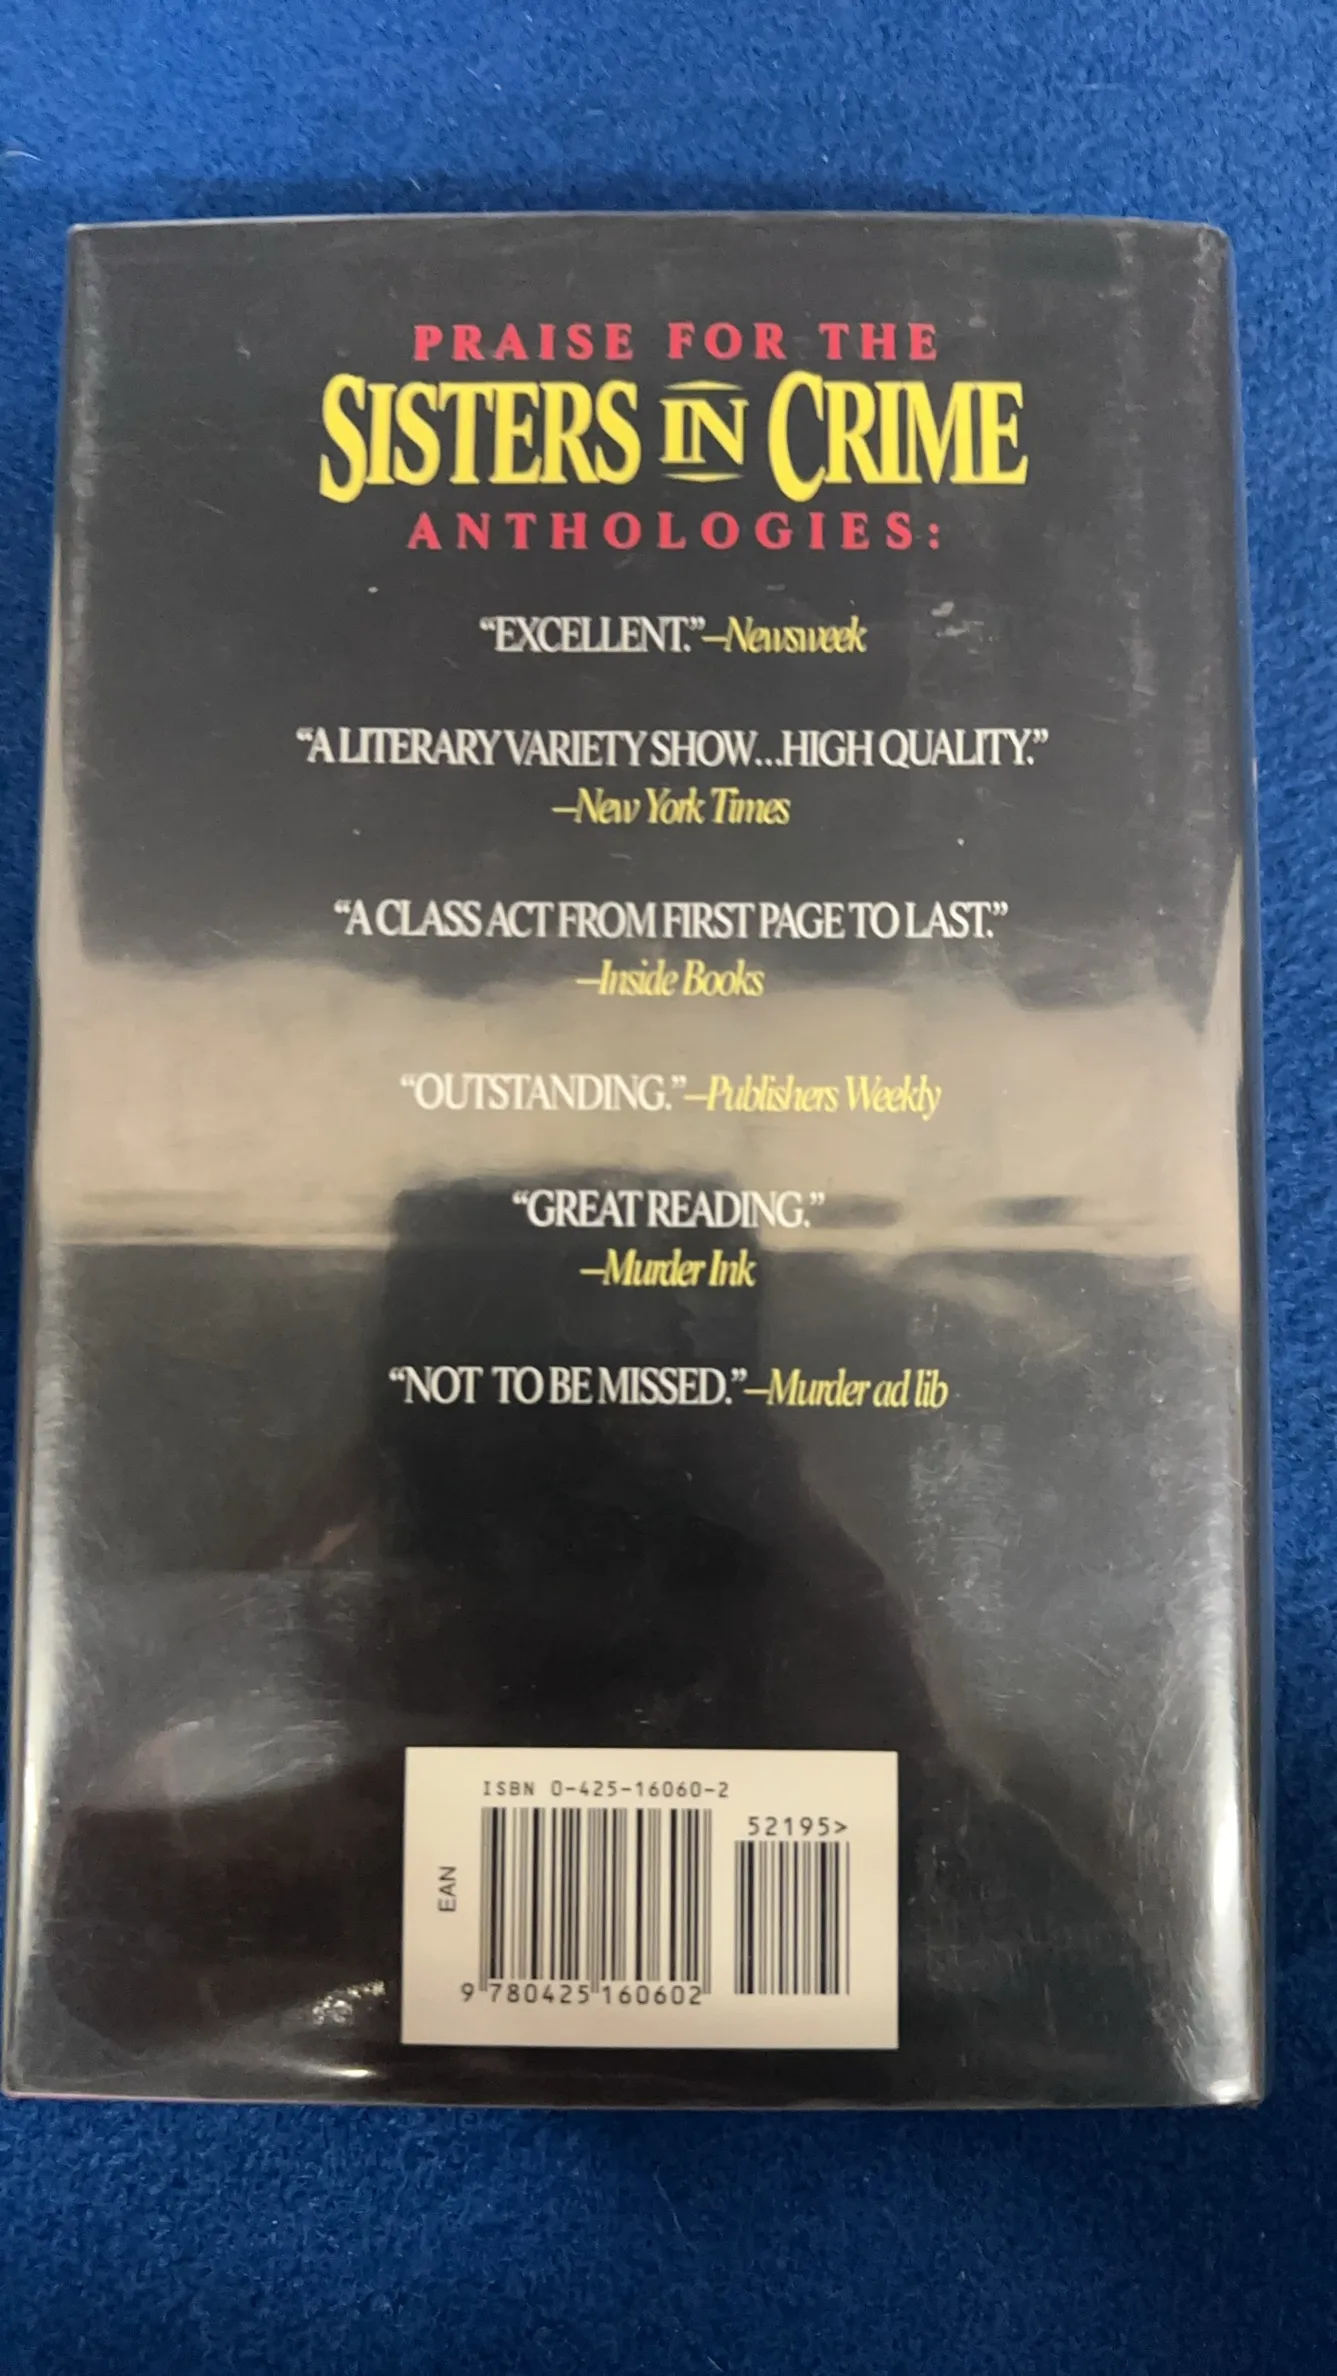 PRAISE FOR THE
SISTERS IN CRIME
ANTHOLOGIES:
“EXCELLENT.”—Newsweek
“A LITERARY VARIETY SHOW...HIGH QUALITY.”
—New York Times
“A CLASS ACT FROM FIRST PAGE TO LAST.”
—Inside Books
“OUTSTANDING.”—Publishers Weekly
“GREAT READING.”
—Murder Ink
“NOT TO BE MISSED.”—Murder ad lib
ISBN 0-425-16060-2
52195>
EAN
9 780425 160602